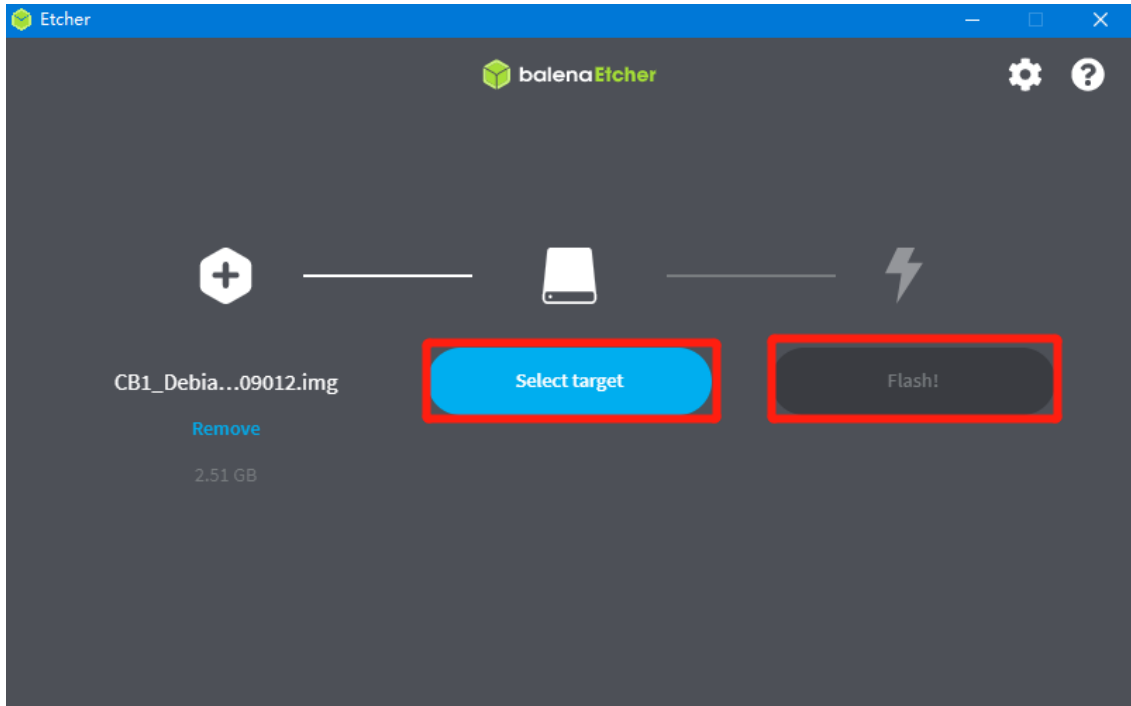 Etcher
balenaEtcher
CB1_Debia...09012.img
Remove
2.51 GB
Select target
Flash!